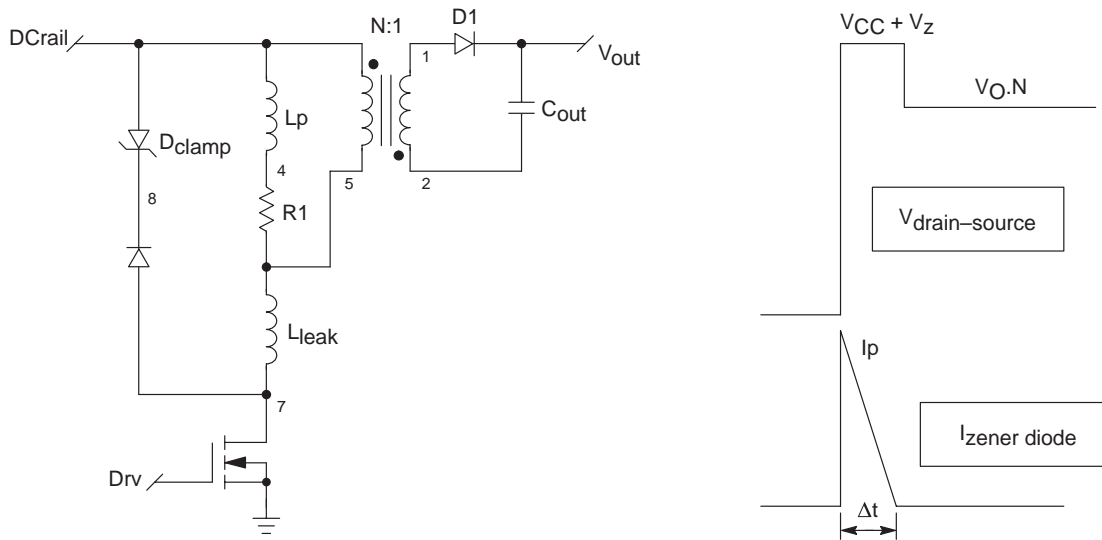 DCrail
N:1
D1
1
Vout
Cout
2
5
Lp
4
R1
Dclamp
8
Lleak
7
Drv
VCC + Vz
VO.N
Vdrain–source
Ip
Izener diode
Δt